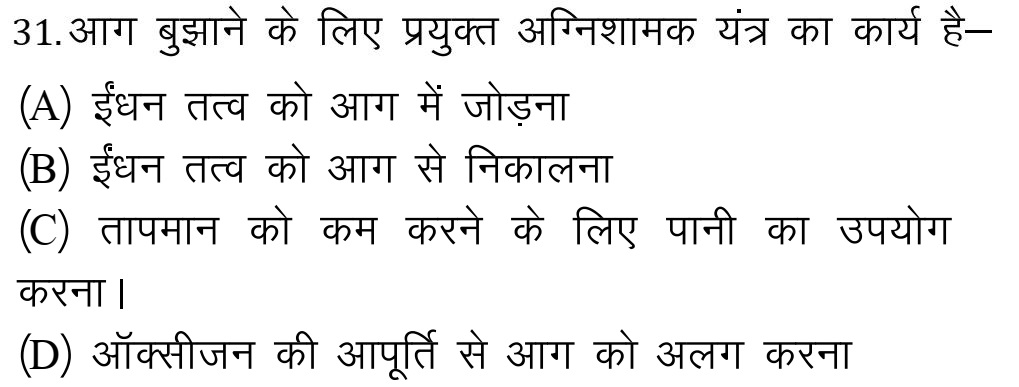 31.आग बुझाने के लिए प्रयुक्त अग्निशामक यंत्र का कार्य है–
(A) ईंधन तत्व को आग में जोड़ना
(B) ईंधन तत्व को आग से निकालना
(C) तापमान को कम करने के लिए पानी का उपयोग
करना।
(D) ऑक्सीजन की आपूर्ति से आग को अलग करना